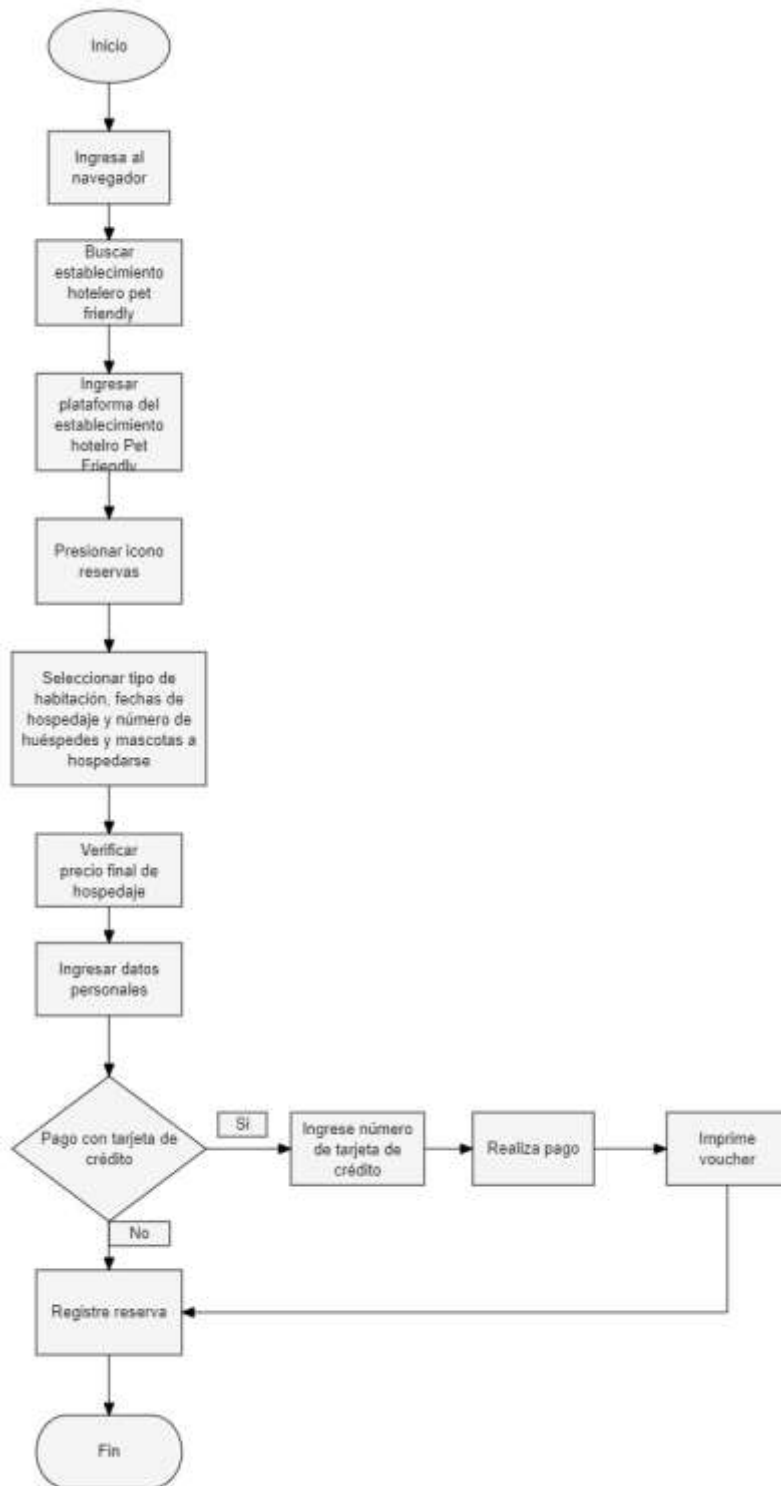 Inicio
Ingresa al
navegador
Buscar
establecimiento
hotelero pet
friendly
Ingresar
plataforma del
establecimiento
hotelro Pet
Friendly
Presionar icono
reservas
Seleccionar tipo de
habitación, fechas de
hospedaje y número de
huéspedes y mascotas a
hospedarse
Verificar
precio final de
hospedaje
Ingresar datos
personales
Pago con tarjeta de
crédito
Si
Ingrese número
de tarjeta de
crédito
Realiza pago
Imprime
voucher
No
Registre reserva
Fin